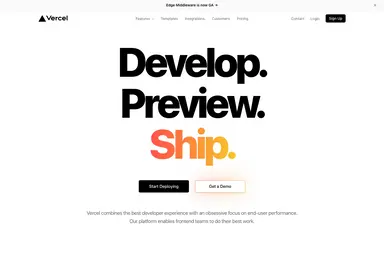 Edge Middleware is now GA →
Vercel
Features
Templates
Integrations
Customers
Pricing
Contact
Login
Sign Up
Develop.
Preview.
Ship.
Start Deploying
Get a Demo
Vercel combines the best developer experience with an obsessive focus on end-user performance.
Our platform enables frontend teams to do their best work.